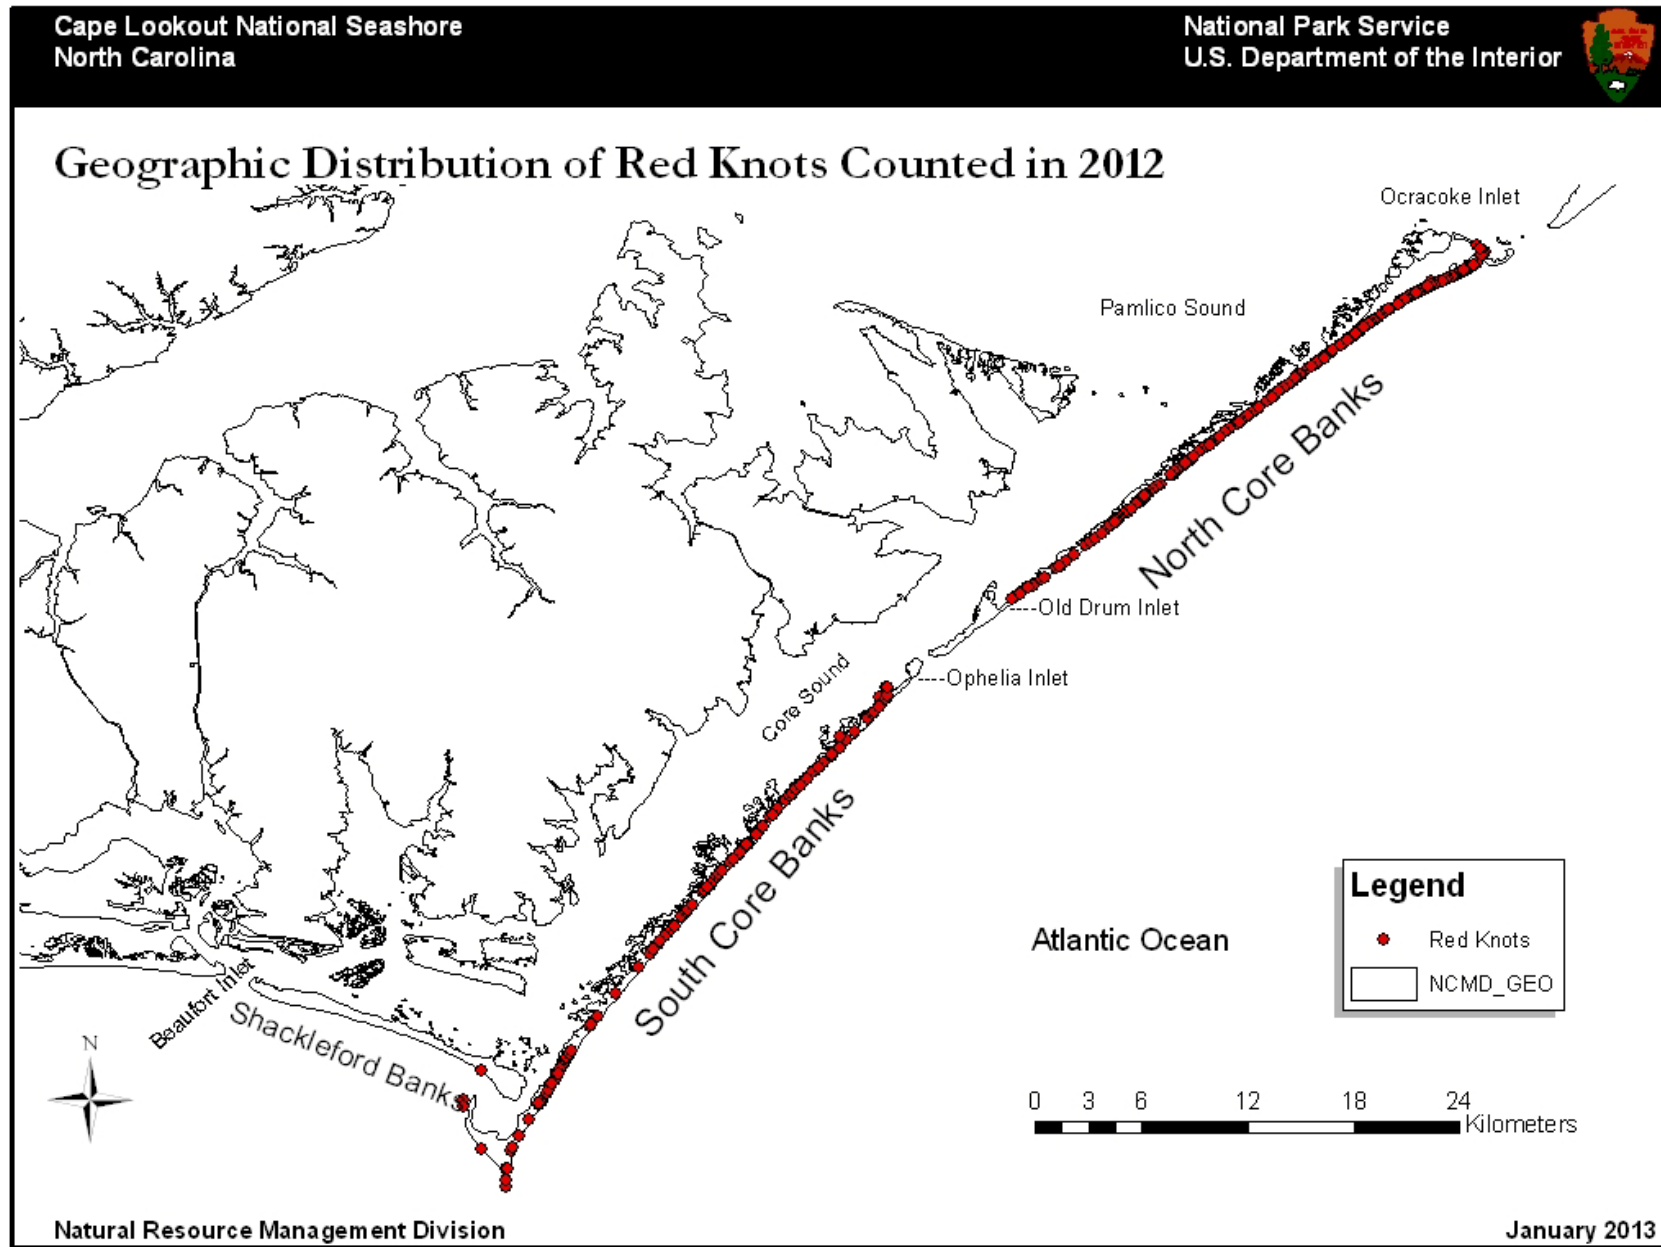 Cape Lookout National Seashore
North Carolina
National Park Service
U.S. Department of the Interior
Geographic Distribution of Red Knots Counted in 2012
Ocracoke Inlet
Pamlico Sound
North Core Banks
----Old Drum Inlet
----Ophelia Inlet
Core Sound
South Core Banks
Atlantic Ocean
Beaufort Inlet
Shackleford Banks
N
Legend
Red Knots
NCMD_GEO
0 3 6 12 18 24
Kilometers
Natural Resource Management Division
January 2013